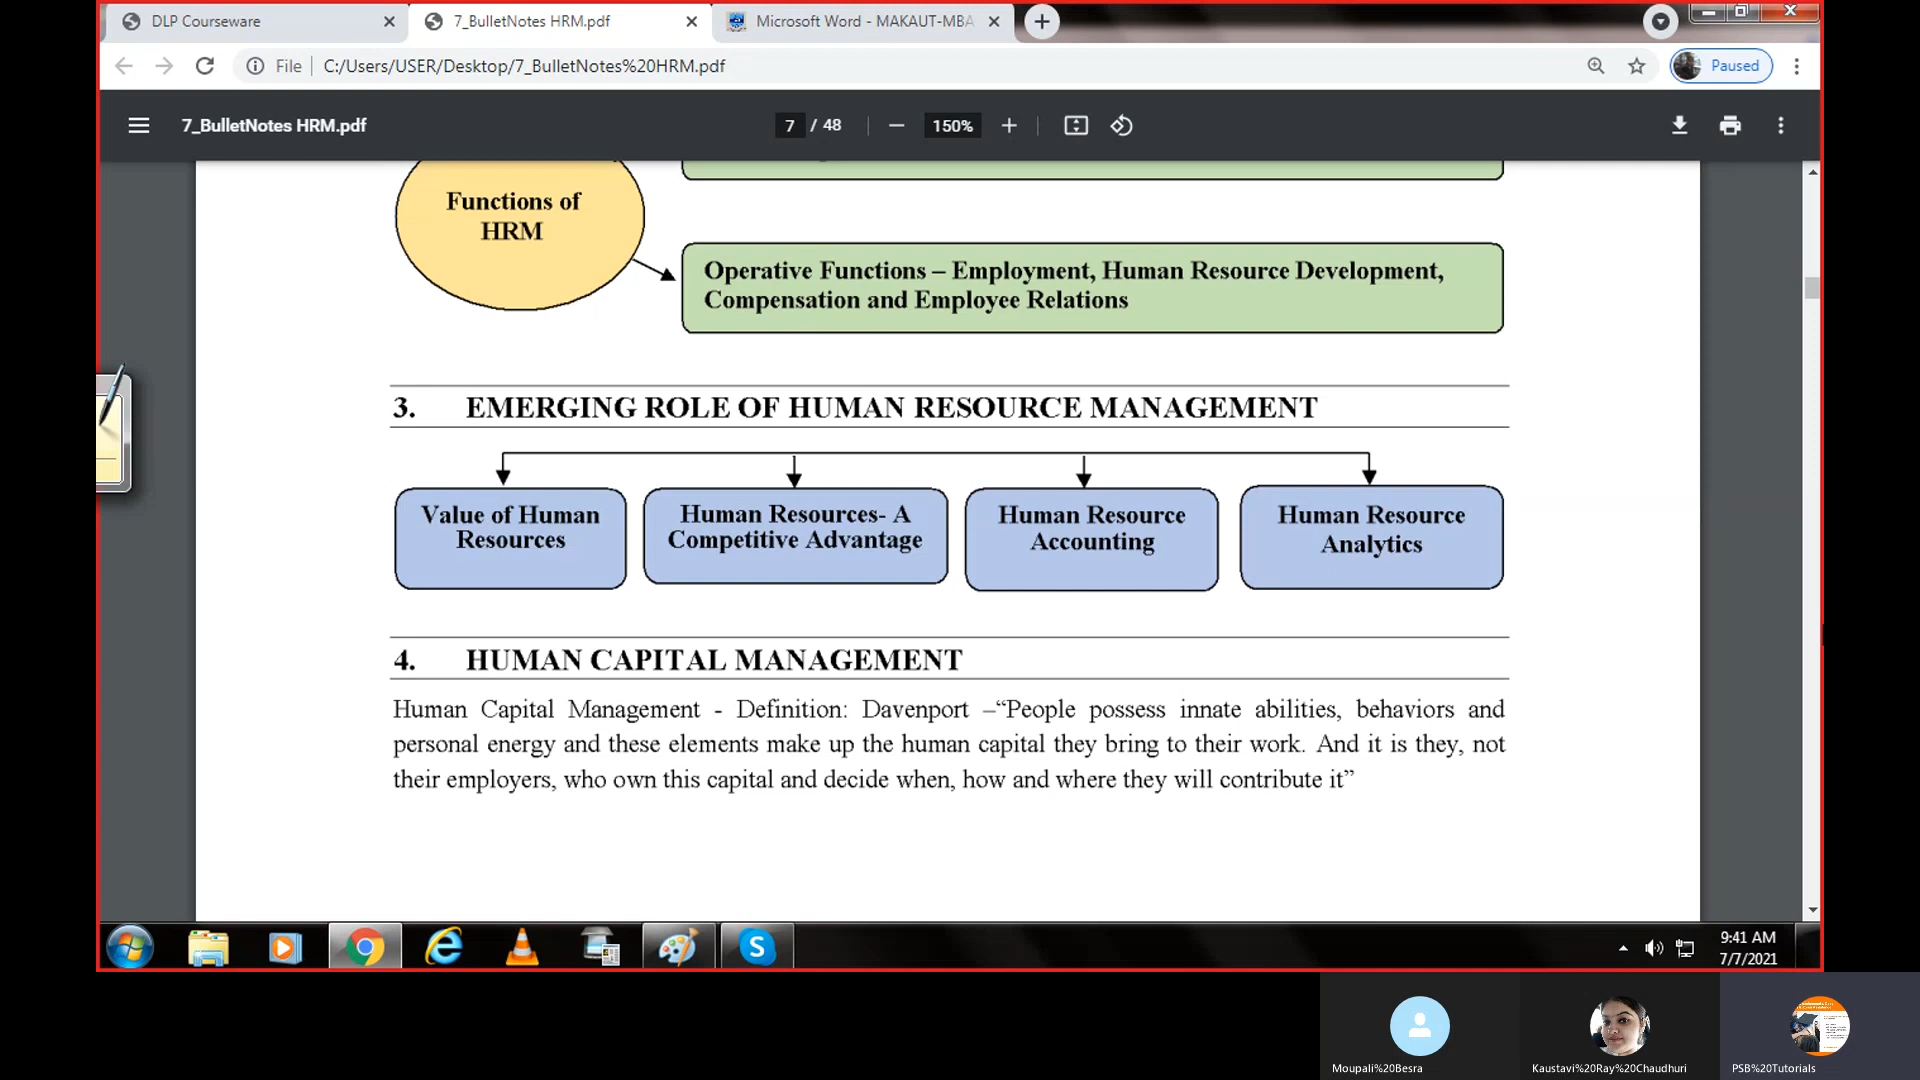 DLP Courseware
7_BulletNotes HRM.pdf
Microsoft Word - MAKAUT-MBA
File
C:/Users/USER/Desktop/7_BulletNotes%20HRM.pdf
Paused
7_BulletNotes HRM.pdf
7 / 48
150%
Functions of
HRM
Operative Functions – Employment, Human Resource Development,
Compensation and Employee Relations
3. EMERGING ROLE OF HUMAN RESOURCE MANAGEMENT
Value of Human
Resources
Human Resources- A
Competitive Advantage
Human Resource
Accounting
Human Resource
Analytics
4. HUMAN CAPITAL MANAGEMENT
Human Capital Management - Definition: Davenport –“People possess innate abilities, behaviors and
personal energy and these elements make up the human capital they bring to their work. And it is they, not
their employers, who own this capital and decide when, how and where they will contribute it”
9:41 AM
7/7/2021
Moupali%20Besra
Kaustavi%20Ray%20Chaudhuri
PSB%20Tutorials